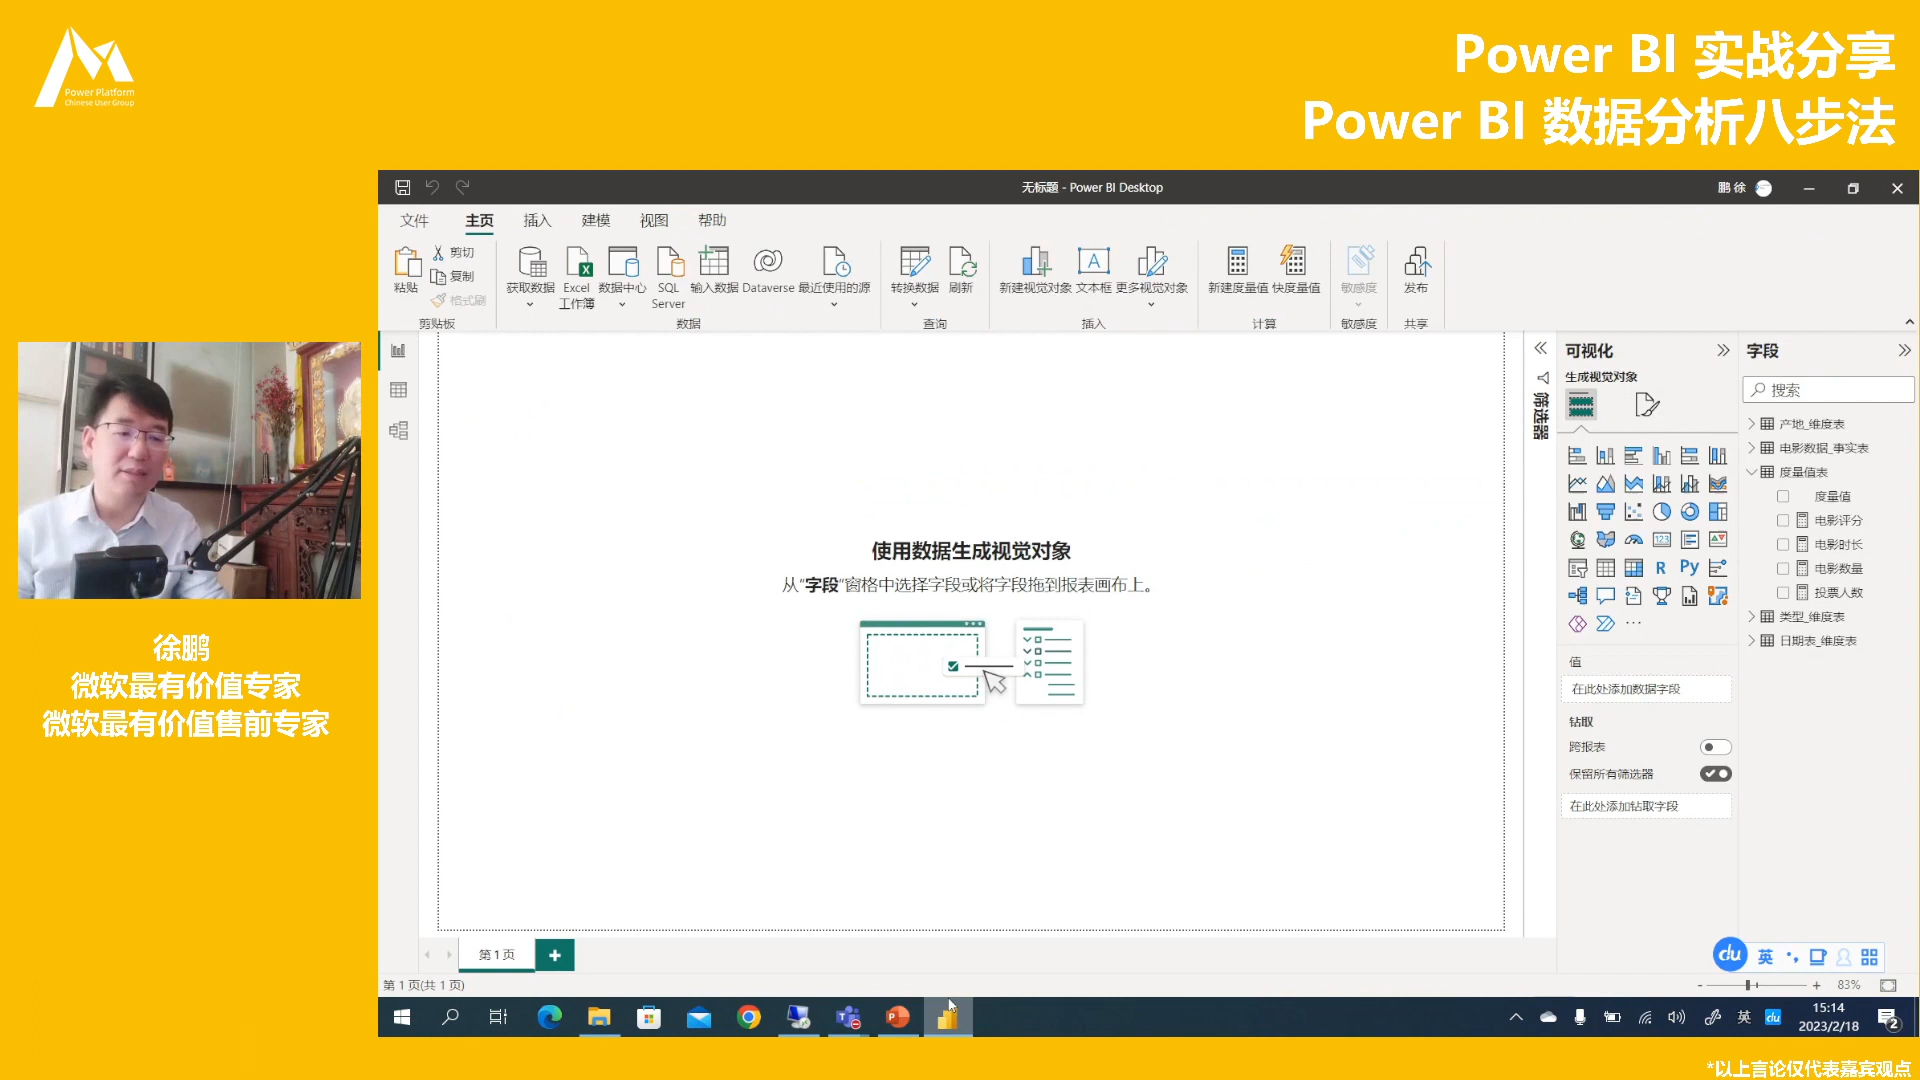 Power Platform
Chinese User Group
Power BI 实战分享
Power BI 数据分析八步法
无标题 - Power BI Desktop
鹏 徐
文件 主页 插入 建模 视图 帮助
粘贴
剪切
复制
格式刷
剪贴板
获取数据
Excel
工作簿
数据中心
SQL
Server
输入数据
Dataverse
最近使用的源
数据
转换数据
刷新
查询
新建视觉对象
文本框
更多视觉对象
插入
新建度量值
快度量值
计算
敏感度
敏感度
发布
共享
使用数据生成视觉对象
从“字段”窗格中选择字段或将字段拖到报表画布上。
筛选器
可视化
生成视觉对象
R
Py
123
值
在此处添加数据字段
钻取
跨报表
保留所有筛选器
在此处添加钻取字段
字段
搜索
产地_维度表
电影数据_事实表
度量值表
度量值
电影评分
电影时长
电影数量
投票人数
类型_维度表
日期表_维度表
徐鹏
微软最有价值专家
微软最有价值售前专家
第 1 页
du 英
第 1 页(共 1 页)
83%
英
du
15:14
2023/2/18
2
*以上言论仅代表嘉宾观点